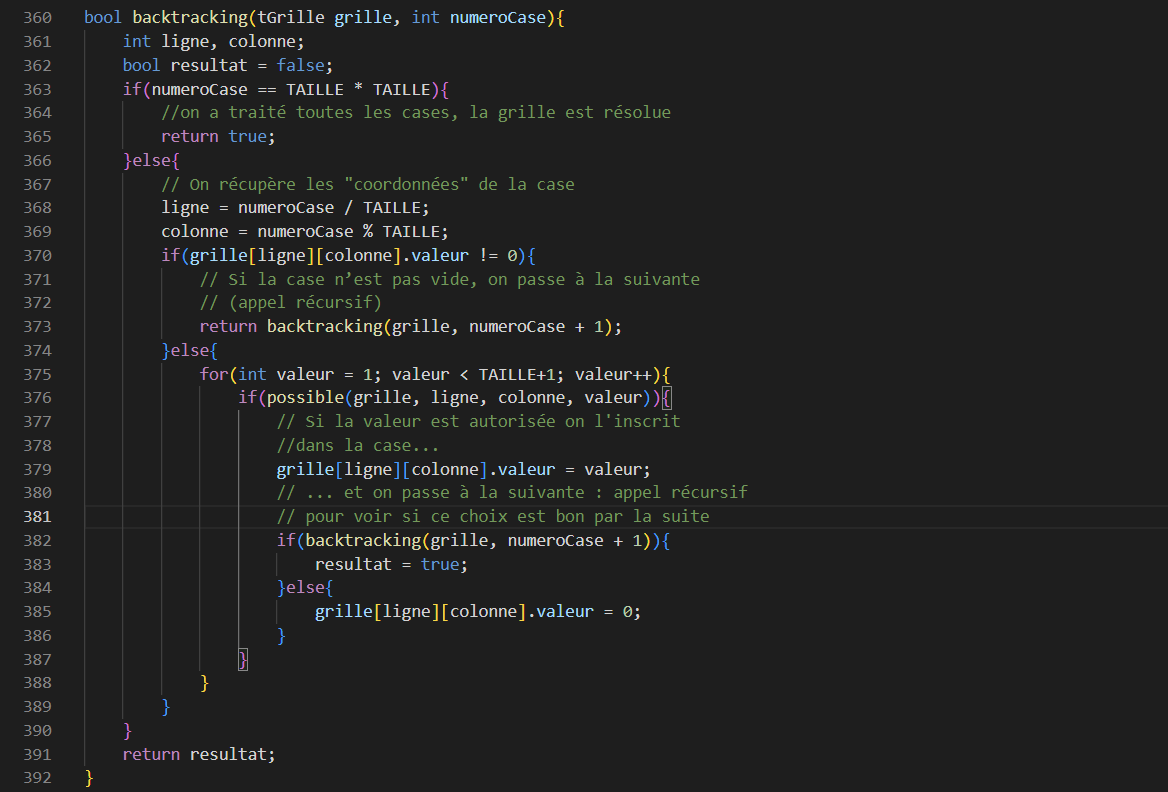 360 bool backtracking(tGrille grille, int numeroCase){
361     int ligne, colonne;
362     bool resultat = false;
363     if(numeroCase == TAILLE * TAILLE){
364         //on a traité toutes les cases, la grille est résolue
365         return true;
366     }else{
367         // On récupère les "coordonnées" de la case
368         ligne = numeroCase / TAILLE;
369         colonne = numeroCase % TAILLE;
370         if(grille[ligne][colonne].valeur != 0){
371             // Si la case n’est pas vide, on passe à la suivante
372             // (appel récursif)
373             return backtracking(grille, numeroCase + 1);
374         }else{
375             for(int valeur = 1; valeur < TAILLE+1; valeur++){
376                 if(possible(grille, ligne, colonne, valeur)){
377                     // Si la valeur est autorisée on l'inscrit
378                     //dans la case...
379                     grille[ligne][colonne].valeur = valeur;
380                     // ... et on passe à la suivante : appel récursif
381                     // pour voir si ce choix est bon par la suite
382                     if(backtracking(grille, numeroCase + 1)){
383                         resultat = true;
384                     }else{
385                         grille[ligne][colonne].valeur = 0;
386                     }
387                 }
388             }
389         }
390     }
391     return resultat;
392 }